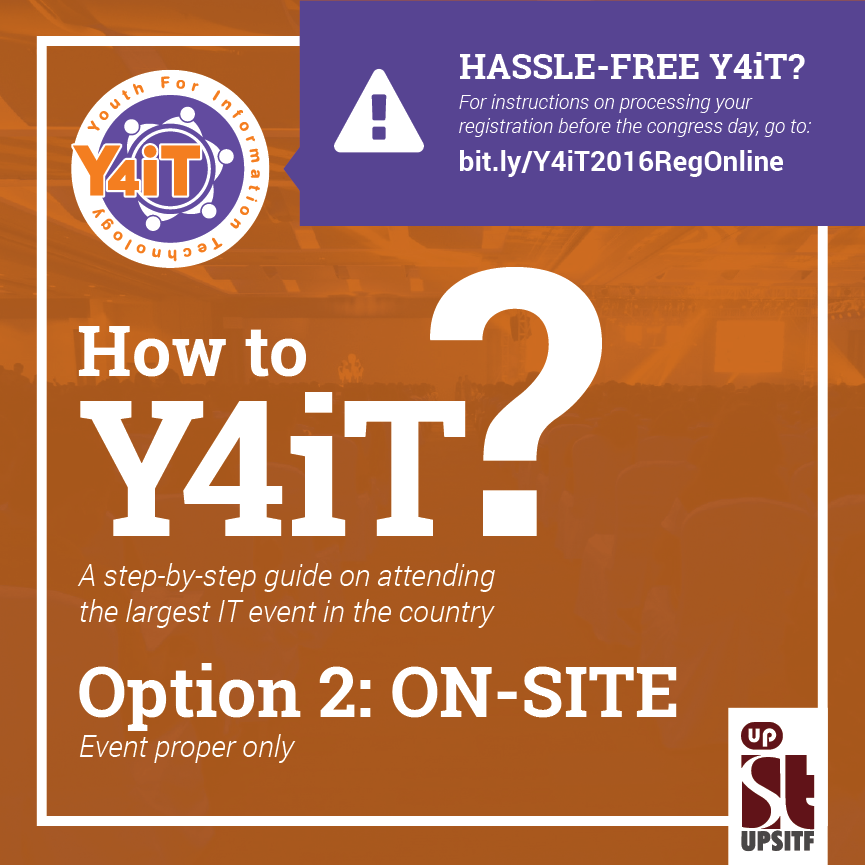 HASSLE-FREE Y4iT?
For instructions on processing your
registration before the congress day, go to:
bit.ly/Y4iT2016RegOnline
Youth For Information Technology
Y4iT
How to
Y4iT?
A step-by-step guide on attending
the largest IT event in the country
Option 2: ON-SITE
Event proper only
up
St
UPSITF